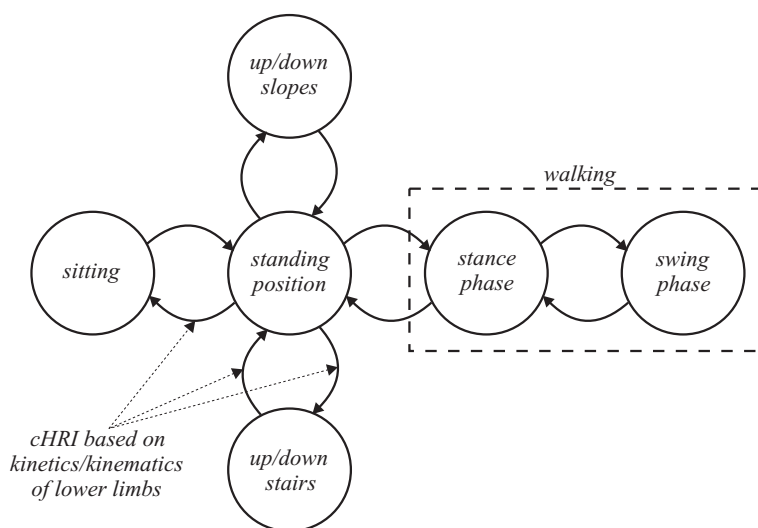 up/down
slopes
walking
sitting
standing
position
stance
phase
swing
phase
cHRI based on
kinetics/kinematics
of lower limbs
up/down
stairs